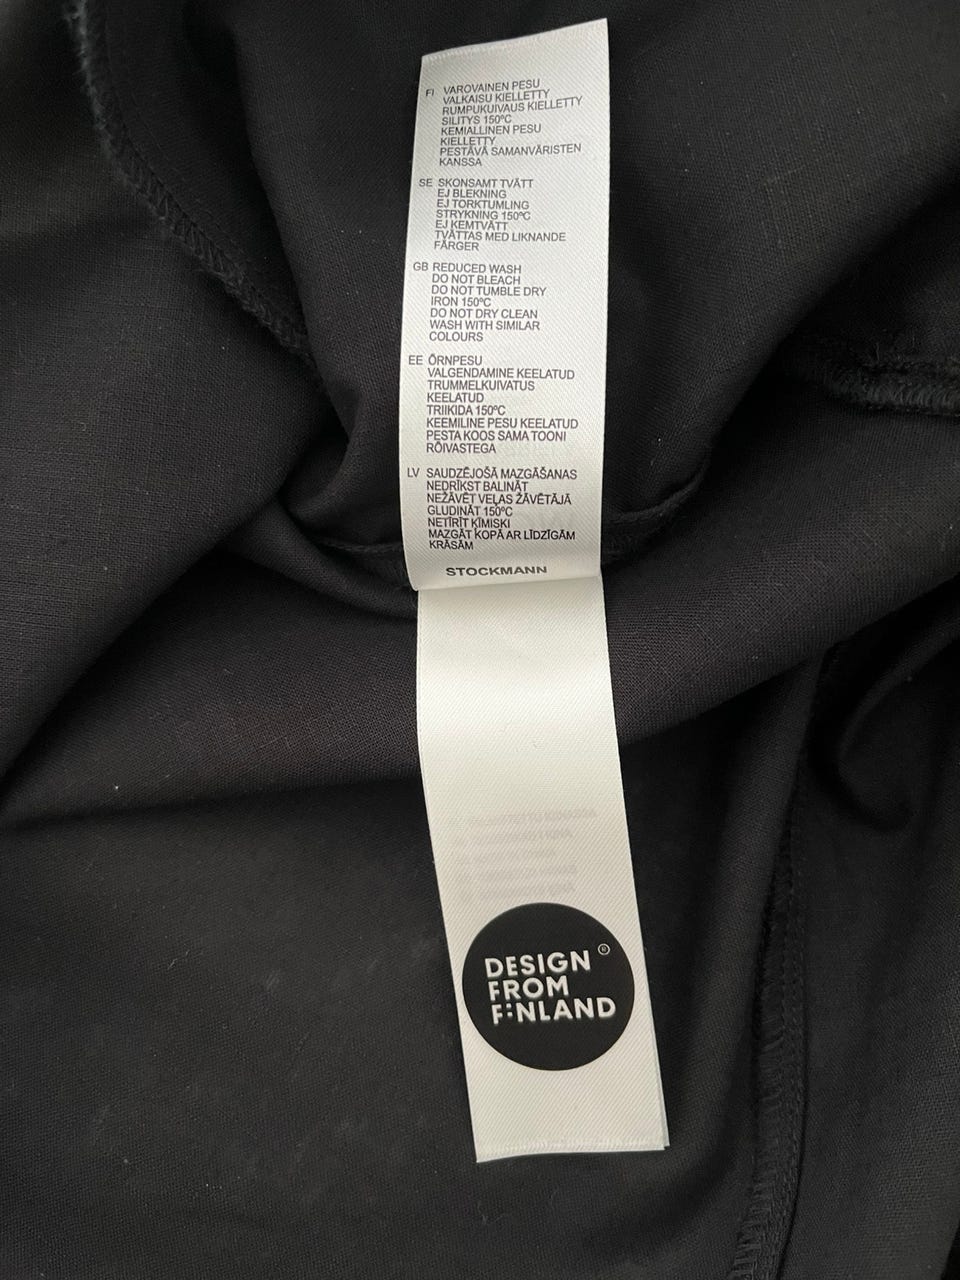 FI VAROVAINEN PESU
VALKAISU KIELLETTY
RUMPUKUIVAUS KIELLETTY
SILITYS 150ºC
KEMIALLINEN PESU
KIELLETTY
PESTÄVÄ SAMANVÄRISTEN
KANSSA
SE SKONSAMT TVÄTT
EJ BLEKNING
EJ TORKTUMLING
STRYKNING 150ºC
EJ KEMTVÄTT
TVÄTTAS MED LIKNANDE
FÄRGER
GB REDUCED WASH
DO NOT BLEACH
DO NOT TUMBLE DRY
IRON 150ºC
DO NOT DRY CLEAN
WASH WITH SIMILAR
COLOURS
EE ÕRNPESU
VALGENDAMINE KEELATUD
TRUMMELKUIVATUS
KEELATUD
TRIIKIDA 150ºC
KEEMILINE PESU KEELATUD
PESTA KOOS SAMA TOONI
RÕIVASTEGA
LV SAUDZĒJOŠĀ MAZGĀŠANAS
NEDRĪKST BALINĀT
NEŽĀVĒT VEĻAS ŽĀVĒTĀJĀ
GLUDINĀT 150ºC
NETĪRĪT ĶĪMISKI
MAZGĀT KOPĀ AR LĪDZĪGĀM
KRĀSĀM
STOCKMANN
DESIGN ®
FROM
FINLAND